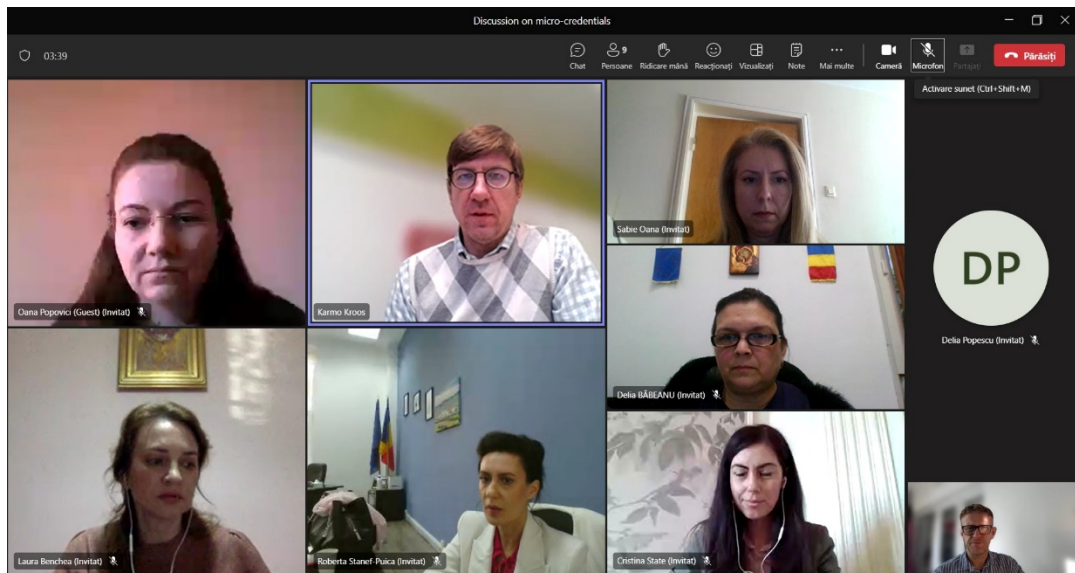 Discussion on micro-credentials
03:39
Chat
9
Persoane
Ridicare mână
Reacționați
Vizualizați
Note
Mai multe
Cameră
Microfon
Partajați
Părăsiți
Activare sunet (Ctrl+Shift+M)
Oana Popovici (Guest) (Invitat)
Karmo Kroos
Sabie Oana (Invitat)
Delia BĂBEANU (Invitat)
DP
Delia Popescu (Invitat)
Laura Benchea (Invitat)
Roberta Stanef-Puica (Invitat)
Cristina State (Invitat)